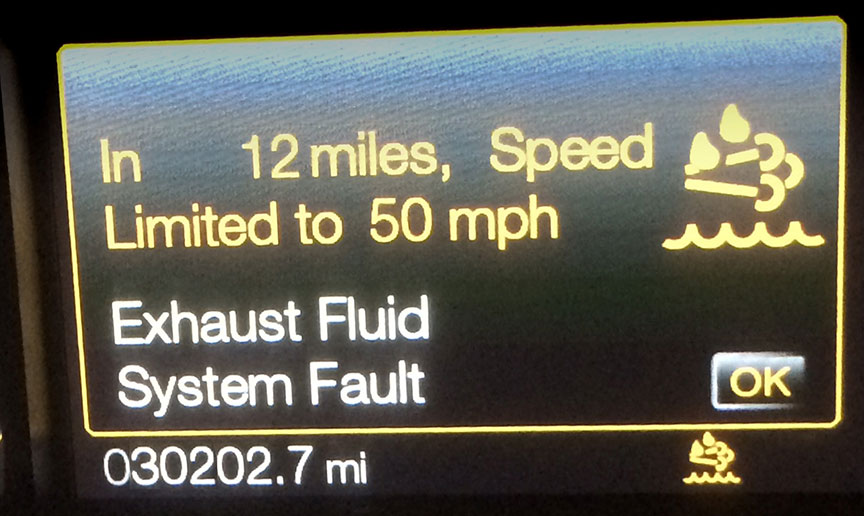 In 12 miles, Speed
Limited to 50 mph
Exhaust Fluid
System Fault
OK
030202.7 mi